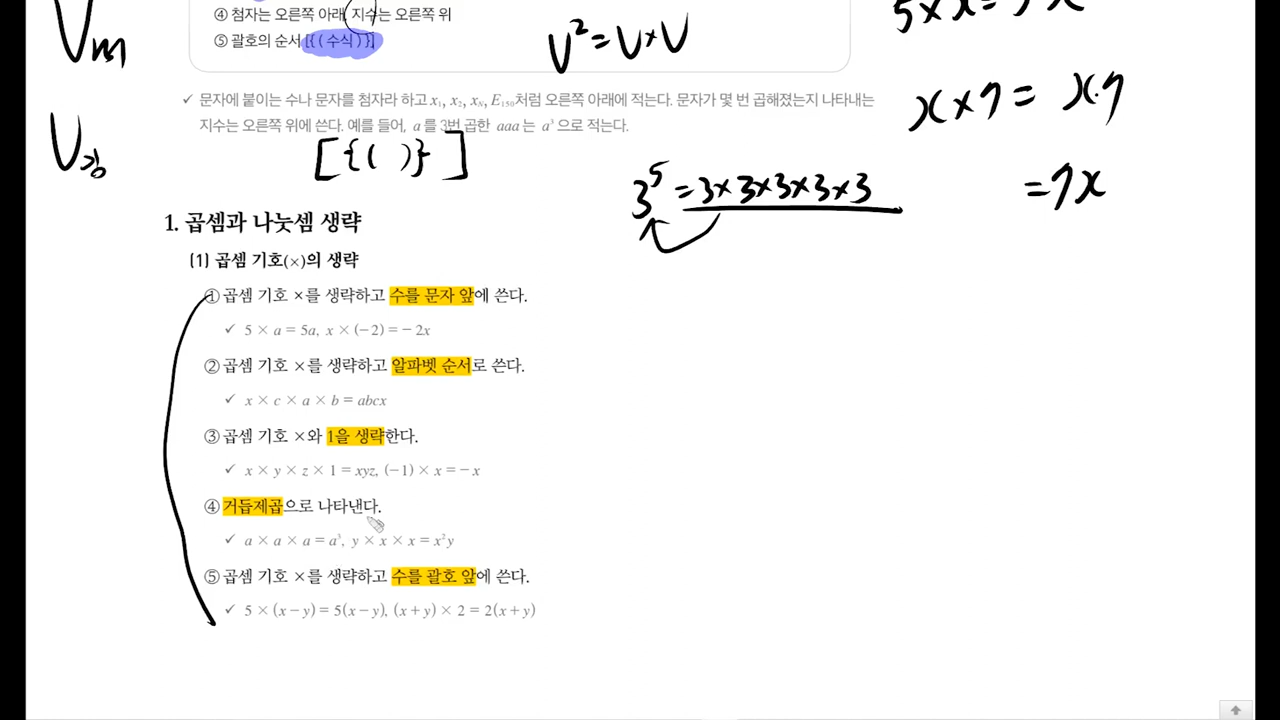 ④ 첨자는 오른쪽 아래, 지수는 오른쪽 위
⑤ 괄호의 순서 [{ ( 수식 ) }]
V² = V × V
✓ 문자에 붙이는 수나 문자를 첨자라 하고 x₁, x₂, x_N, E₁₅₀처럼 오른쪽 아래에 적는다. 문자가 몇 번 곱해졌는지 나타내는
지수는 오른쪽 위에 쓴다. 예를 들어, a 를 3번 곱한 aaa 는 a³ 으로 적는다.
[{( )}]
3⁵ = 3 × 3 × 3 × 3 × 3
1. 곱셈과 나눗셈 생략
(1) 곱셈 기호(×)의 생략
① 곱셈 기호 ×를 생략하고 수를 문자 앞에 쓴다.
✓ 5 × a = 5a, x × (−2) = − 2x
② 곱셈 기호 ×를 생략하고 알파벳 순서로 쓴다.
✓ x × c × a × b = abcx
③ 곱셈 기호 ×와 1을 생략한다.
✓ x × y × z × 1 = xyz, (−1) × x = − x
④ 거듭제곱으로 나타낸다.
✓ a × a × a = a³, y × x × x = x²y
⑤ 곱셈 기호 ×를 생략하고 수를 괄호 앞에 쓴다.
✓ 5 × (x − y) = 5(x − y), (x + y) × 2 = 2(x + y)